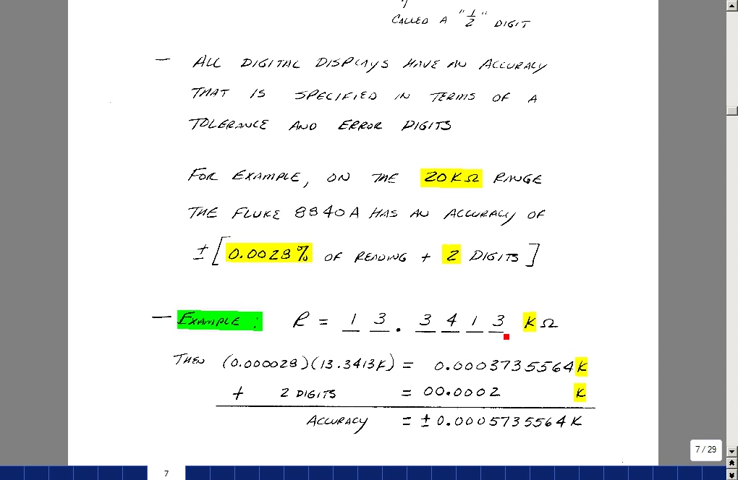 CALLED A "1/2" DIGIT
— ALL DIGITAL DISPLAYS HAVE AN ACCURACY
THAT IS SPECIFIED IN TERMS OF A
TOLERANCE AND ERROR DIGITS
FOR EXAMPLE, ON THE 20KΩ RANGE
THE FLUKE 8840A HAS AN ACCURACY OF
± [0.0028% OF READING + 2 DIGITS]
— EXAMPLE: R = 1 3 . 3 4 1 3 KΩ
THEN (0.000028)(13.3413K) = 0.0003735564K
+ 2 DIGITS = 00.0002 K
ACCURACY = ± 0.0005735564K
7 / 29
7